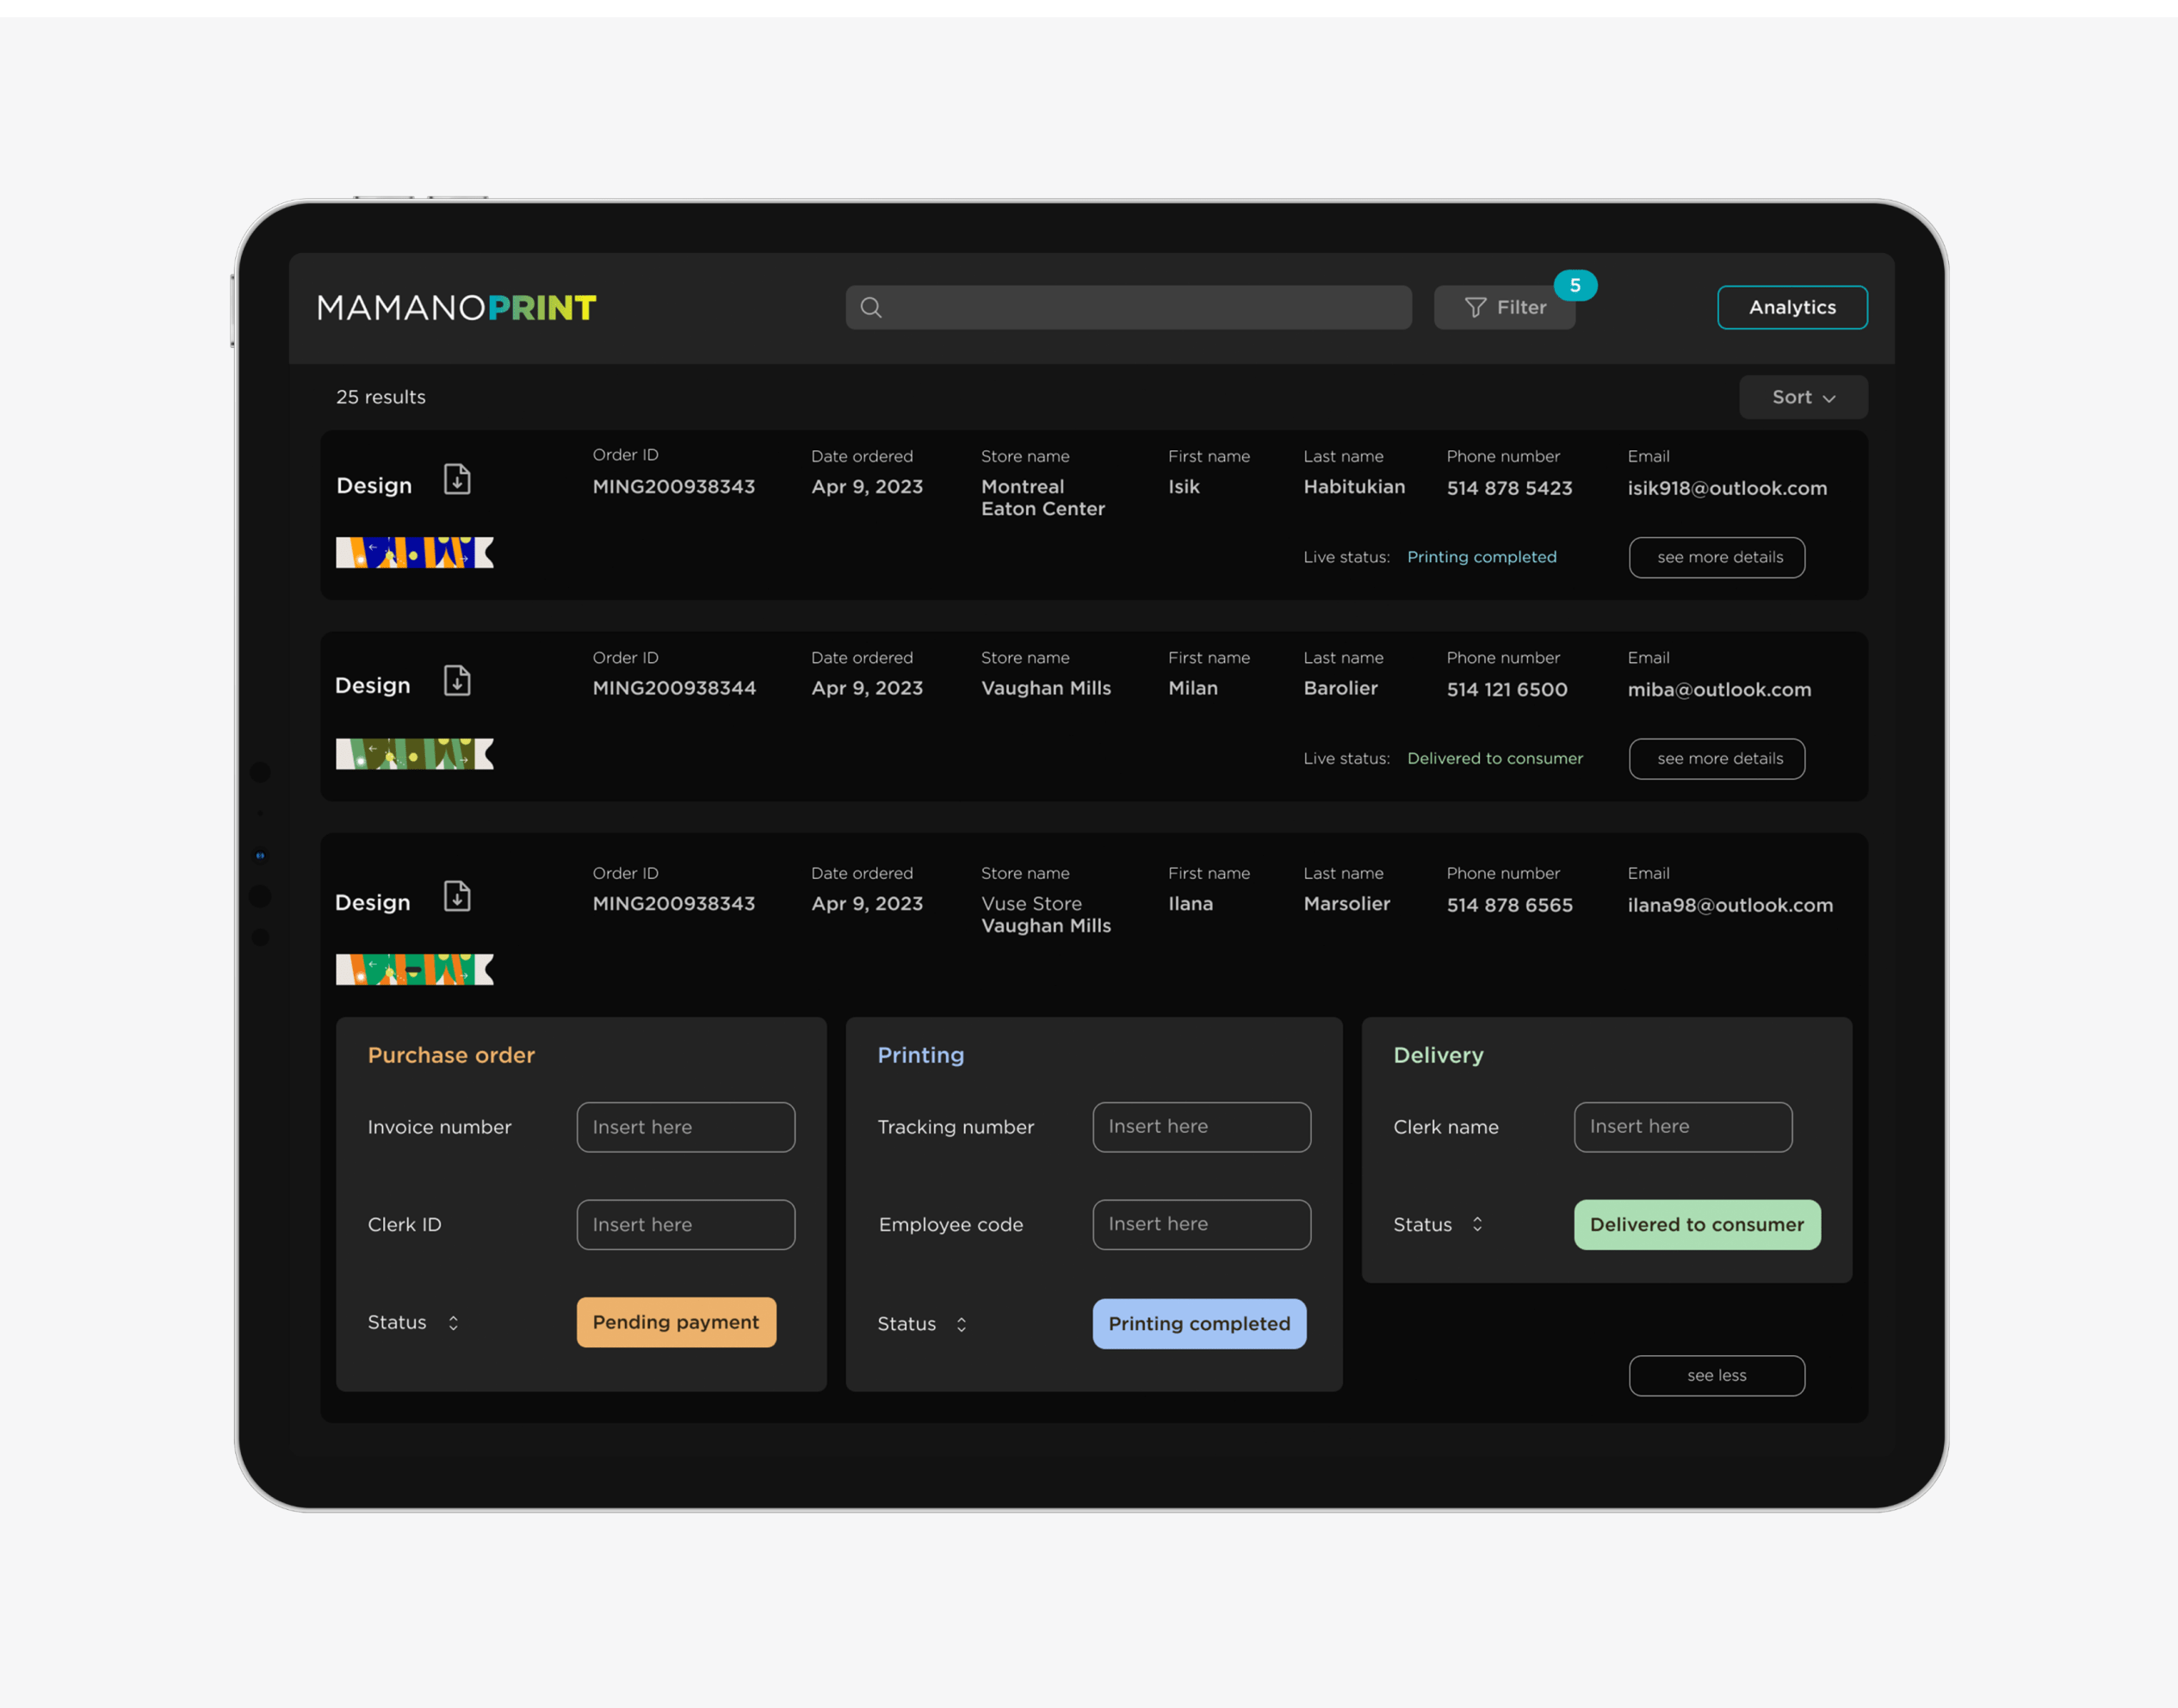 MAMANOPRINT
Filter
5
Analytics
25 results
Sort
Design
Order ID
MING200938343
Date ordered
Apr 9, 2023
Store name
Montreal
Eaton Center
First name
Isik
Last name
Habitukian
Phone number
514 878 5423
Email
isik918@outlook.com
Live status: Printing completed
see more details
Design
Order ID
MING200938344
Date ordered
Apr 9, 2023
Store name
Vaughan Mills
First name
Milan
Last name
Barolier
Phone number
514 121 6500
Email
miba@outlook.com
Live status: Delivered to consumer
see more details
Design
Order ID
MING200938343
Date ordered
Apr 9, 2023
Store name
Vuse Store
Vaughan Mills
First name
Ilana
Last name
Marsolier
Phone number
514 878 6565
Email
ilana98@outlook.com
Purchase order
Invoice number
Insert here
Clerk ID
Insert here
Status
Pending payment
Printing
Tracking number
Insert here
Employee code
Insert here
Status
Printing completed
Delivery
Clerk name
Insert here
Status
Delivered to consumer
see less